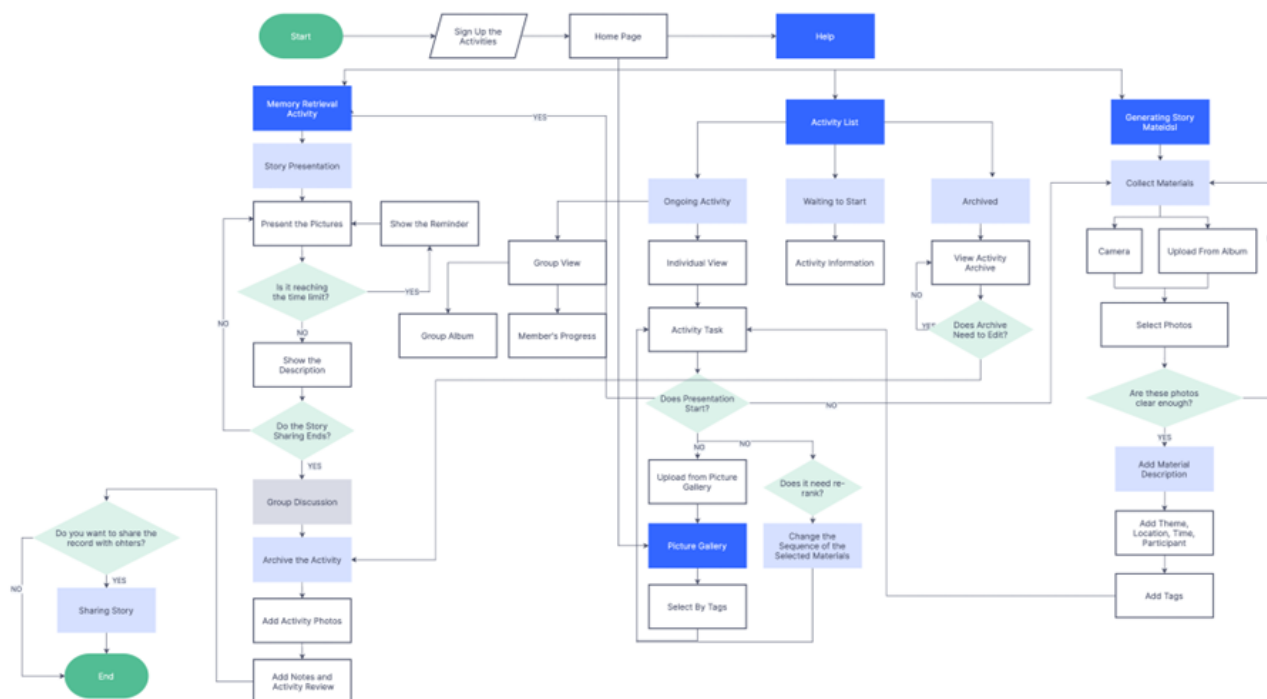 Start
Sign Up the
Activities
Home Page
Help
Memory Retrieval
Activity
YES
Activity List
Generating Story
Mateidsl
Story Presentation
Ongoing Activity
Waiting to Start
Archived
Collect Materials
Present the Pictures
Show the Reminder
Group View
Individual View
Activity Information
View Activity
Archive
Camera
Upload From Album
Is it reaching
the time limit?
YES
NO
NO
NO
Group Album
Member's Progress
Activity Task
YES
Does Archive
Need to Edit?
Select Photos
Show the
Description
Does Presentation
Start?
NO
Are these photos
clear enough?
Do the Story
Sharing Ends?
YES
NO
NO
YES
Group Discussion
Upload from Picture
Gallery
Does it need re-
rank?
Add Material
Description
Do you want to share the
record with ohters?
Archive the Activity
Picture Gallery
Change the
Sequence of the
Selected Materials
Add Theme,
Location, Time,
Participant
NO
YES
Sharing Story
Add Activity Photos
Select By Tags
Add Tags
End
Add Notes and
Activity Review